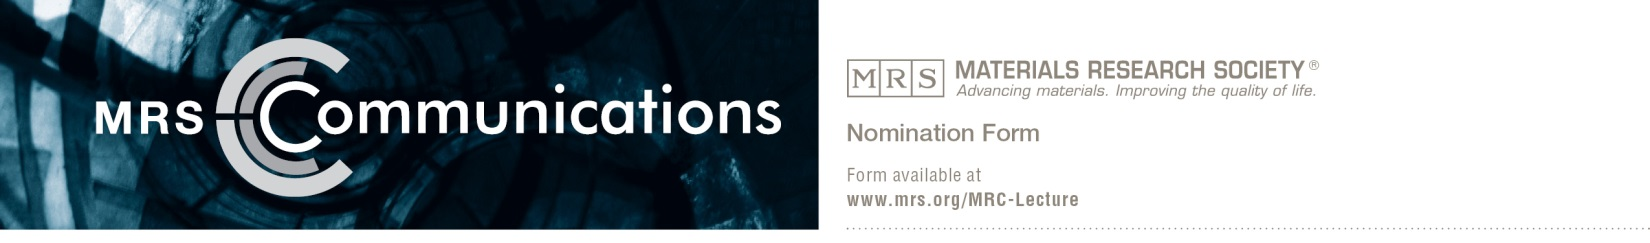 MRS Communications
MRS MATERIALS RESEARCH SOCIETY®
Advancing materials. Improving the quality of life.
Nomination Form
Form available at
www.mrs.org/MRC-Lecture